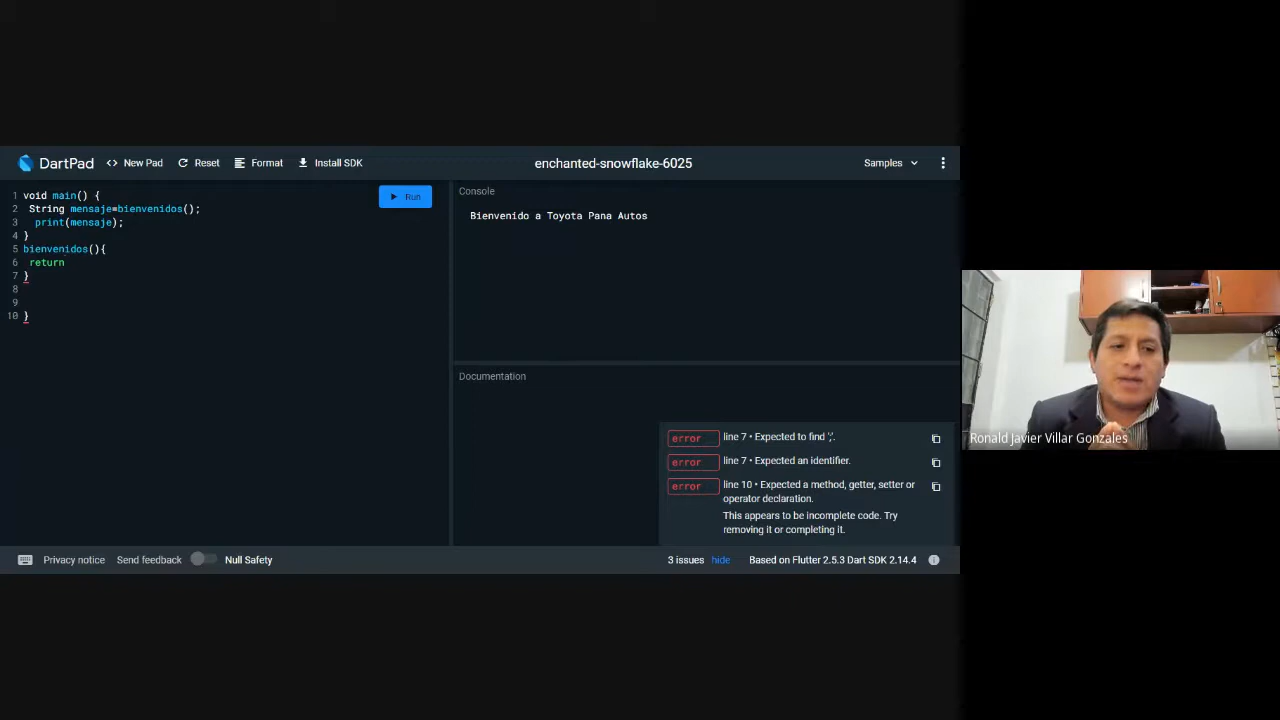 DartPad <> New Pad Reset Format Install SDK enchanted-snowflake-6025 Samples
1 void main() {
2 String mensaje=bienvenidos();
3 print(mensaje);
4 }
5 bienvenidos(){
6 return
7 }
8
9
10 }
Run
Console
Bienvenido a Toyota Pana Autos
Documentation
error line 7 • Expected to find ';'.
error line 7 • Expected an identifier.
error line 10 • Expected a method, getter, setter or
operator declaration.
This appears to be incomplete code. Try
removing it or completing it.
Privacy notice Send feedback Null Safety 3 issues hide Based on Flutter 2.5.3 Dart SDK 2.14.4
Ronald Javier Villar Gonzales